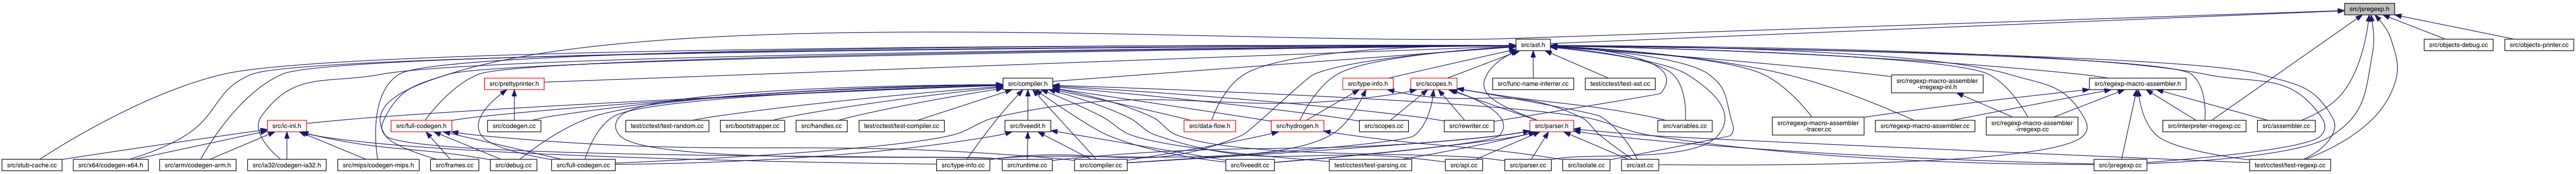 src/jsregexp.h
src/ast.h
src/objects-debug.cc
src/objects-printer.cc
src/prettyprinter.h
src/compiler.h
src/type-info.h
src/scopes.h
src/func-name-inferrer.cc
test/cctest/test-ast.cc
src/regexp-macro-assembler
-irregexp-inl.h
src/regexp-macro-assembler.h
src/ic-inl.h
src/full-codegen.h
src/codegen.cc
test/cctest/test-random.cc
src/bootstrapper.cc
src/handles.cc
test/cctest/test-compiler.cc
src/liveedit.h
src/data-flow.h
src/hydrogen.h
src/scopes.cc
src/rewriter.cc
src/parser.h
src/variables.cc
src/regexp-macro-assembler
-tracer.cc
src/regexp-macro-assembler.cc
src/regexp-macro-assembler-
irregexp.cc
src/interpreter-irregexp.cc
src/assembler.cc
src/stub-cache.cc
src/x64/codegen-x64.h
src/arm/codegen-arm.h
src/ia32/codegen-ia32.h
src/mips/codegen-mips.h
src/frames.cc
src/debug.cc
src/full-codegen.cc
src/type-info.cc
src/runtime.cc
src/compiler.cc
src/liveedit.cc
test/cctest/test-parsing.cc
src/api.cc
src/parser.cc
src/isolate.cc
src/ast.cc
src/jsregexp.cc
test/cctest/test-regexp.cc